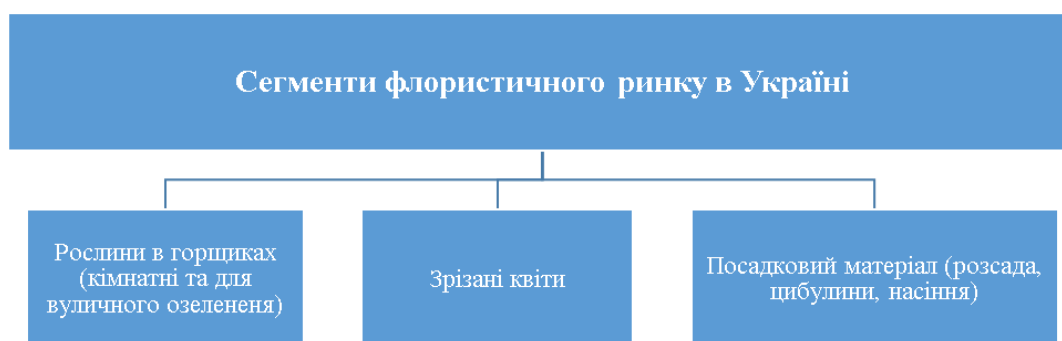 Сегменти флористичного ринку в Україні
Рослини в горщиках
(кімнатні та для
вуличного озелененя)
Зрізані квіти
Посадковий матеріал (розсада,
цибулини, насіння)